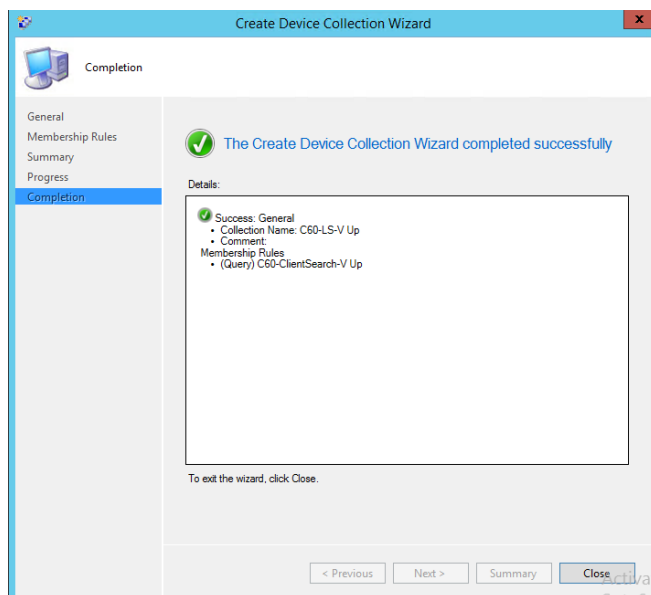 Create Device Collection Wizard
x
Completion
General
Membership Rules
Summary
Progress
Completion
The Create Device Collection Wizard completed successfully
Details:
Success: General
• Collection Name: C60-LS-V Up
• Comment:
Membership Rules
• (Query) C60-ClientSearch-V Up
To exit the wizard, click Close.
< Previous
Next >
Summary
Close
Activa